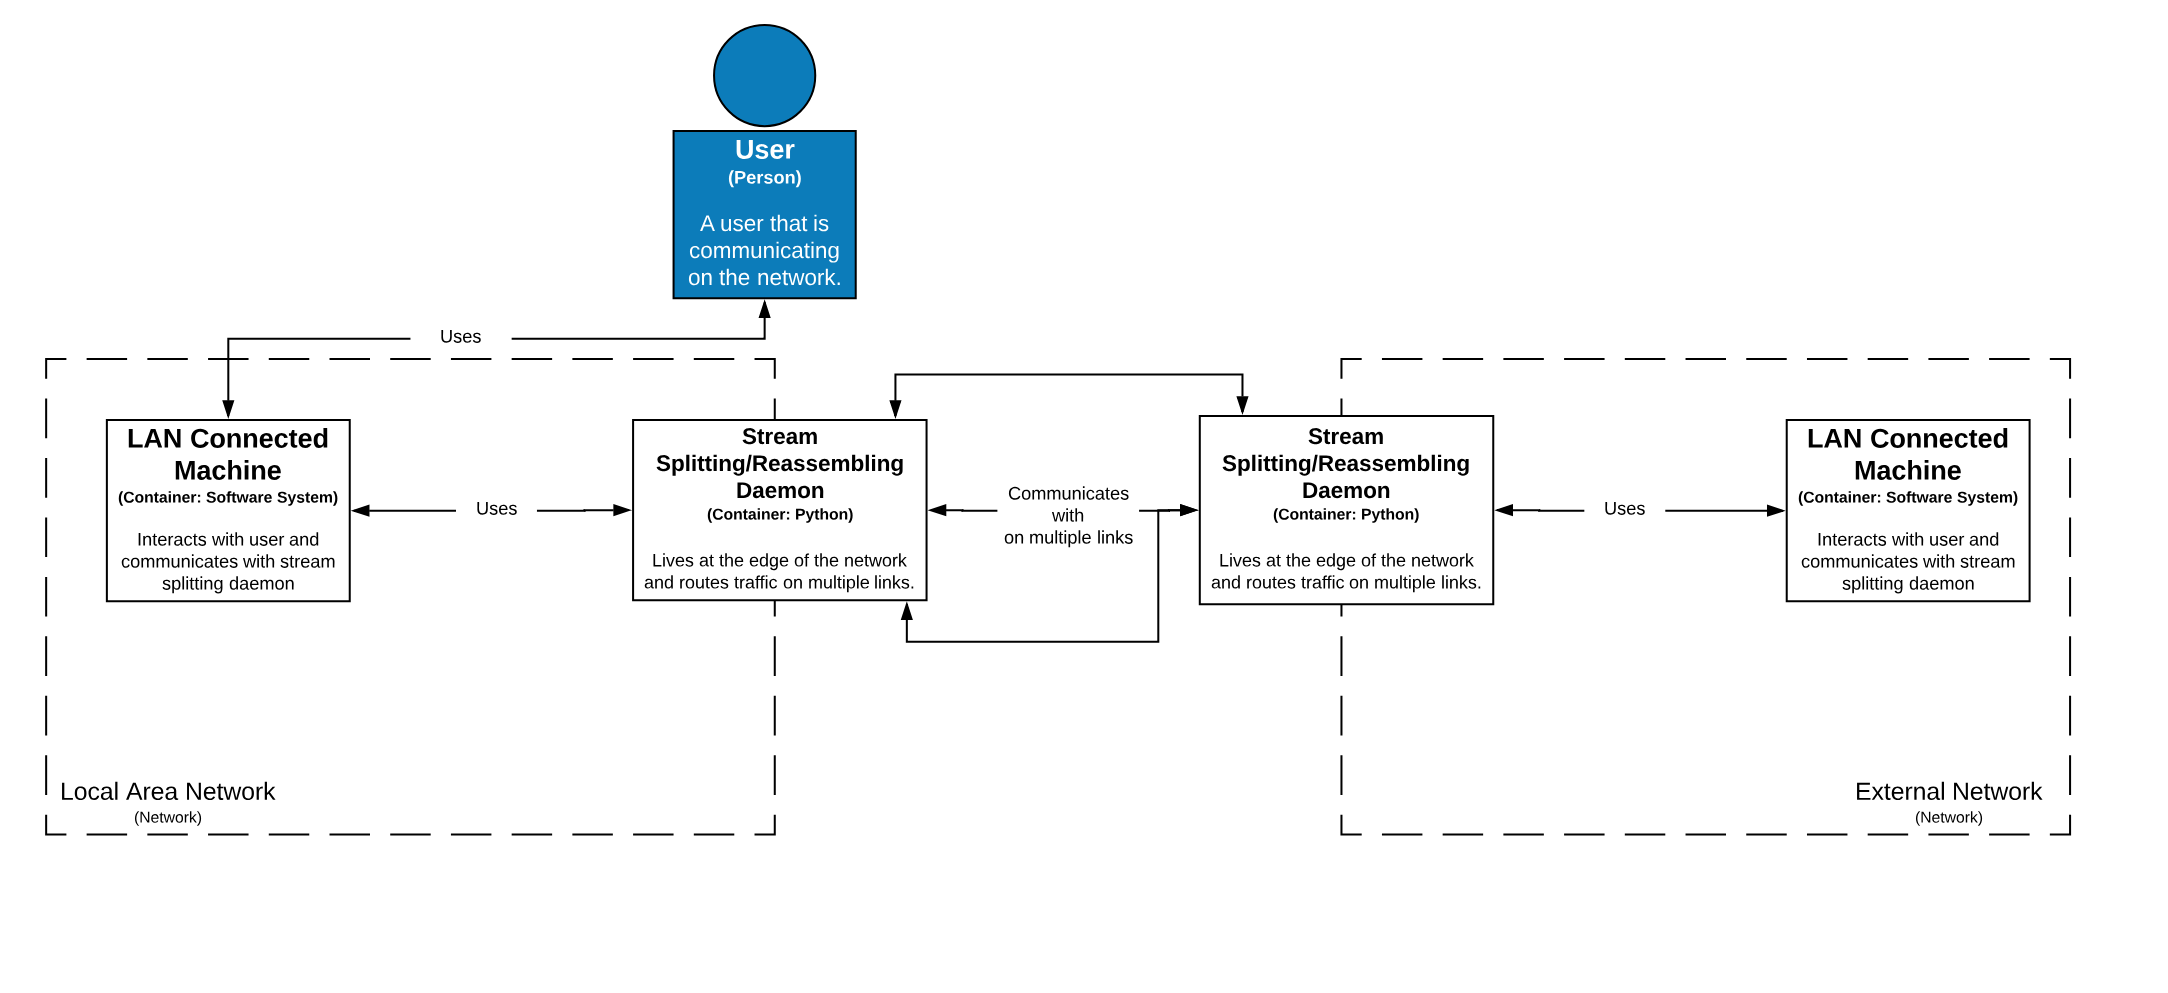 User
(Person)
A user that is
communicating
on the network.
Uses
LAN Connected
Machine
(Container: Software System)
Interacts with user and
communicates with stream
splitting daemon
Uses
Stream
Splitting/Reassembling
Daemon
(Container: Python)
Lives at the edge of the network
and routes traffic on multiple links.
Communicates
with
on multiple links
Stream
Splitting/Reassembling
Daemon
(Container: Python)
Lives at the edge of the network
and routes traffic on multiple links.
Uses
LAN Connected
Machine
(Container: Software System)
Interacts with user and
communicates with stream
splitting daemon
Local Area Network
(Network)
External Network
(Network)